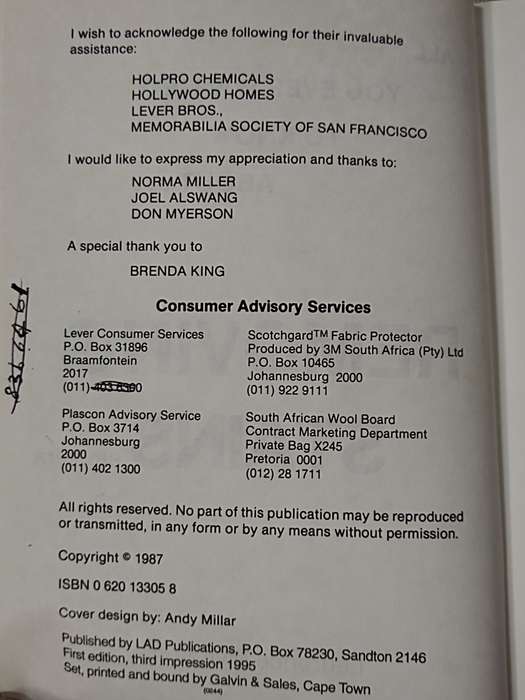 I wish to acknowledge the following for their invaluable
assistance:
HOLPRO CHEMICALS
HOLLYWOOD HOMES
LEVER BROS.,
MEMORABILIA SOCIETY OF SAN FRANCISCO
I would like to express my appreciation and thanks to:
NORMA MILLER
JOEL ALSWANG
DON MYERSON
A special thank you to
BRENDA KING
Consumer Advisory Services
Lever Consumer Services
P.O. Box 31896
Braamfontein
2017
(011)
Scotchgard™ Fabric Protector
Produced by 3M South Africa (Pty) Ltd
P.O. Box 10465
Johannesburg 2000
(011) 922 9111
Plascon Advisory Service
P.O. Box 3714
Johannesburg
2000
(011) 402 1300
South African Wool Board
Contract Marketing Department
Private Bag X245
Pretoria 0001
(012) 28 1711
All rights reserved. No part of this publication may be reproduced
or transmitted, in any form or by any means without permission.
Copyright © 1987
ISBN 0 620 13305 8
Cover design by: Andy Millar
Published by LAD Publications, P.O. Box 78230, Sandton 2146
First edition, third impression 1995
Set, printed and bound by Galvin & Sales, Cape Town
(0244)